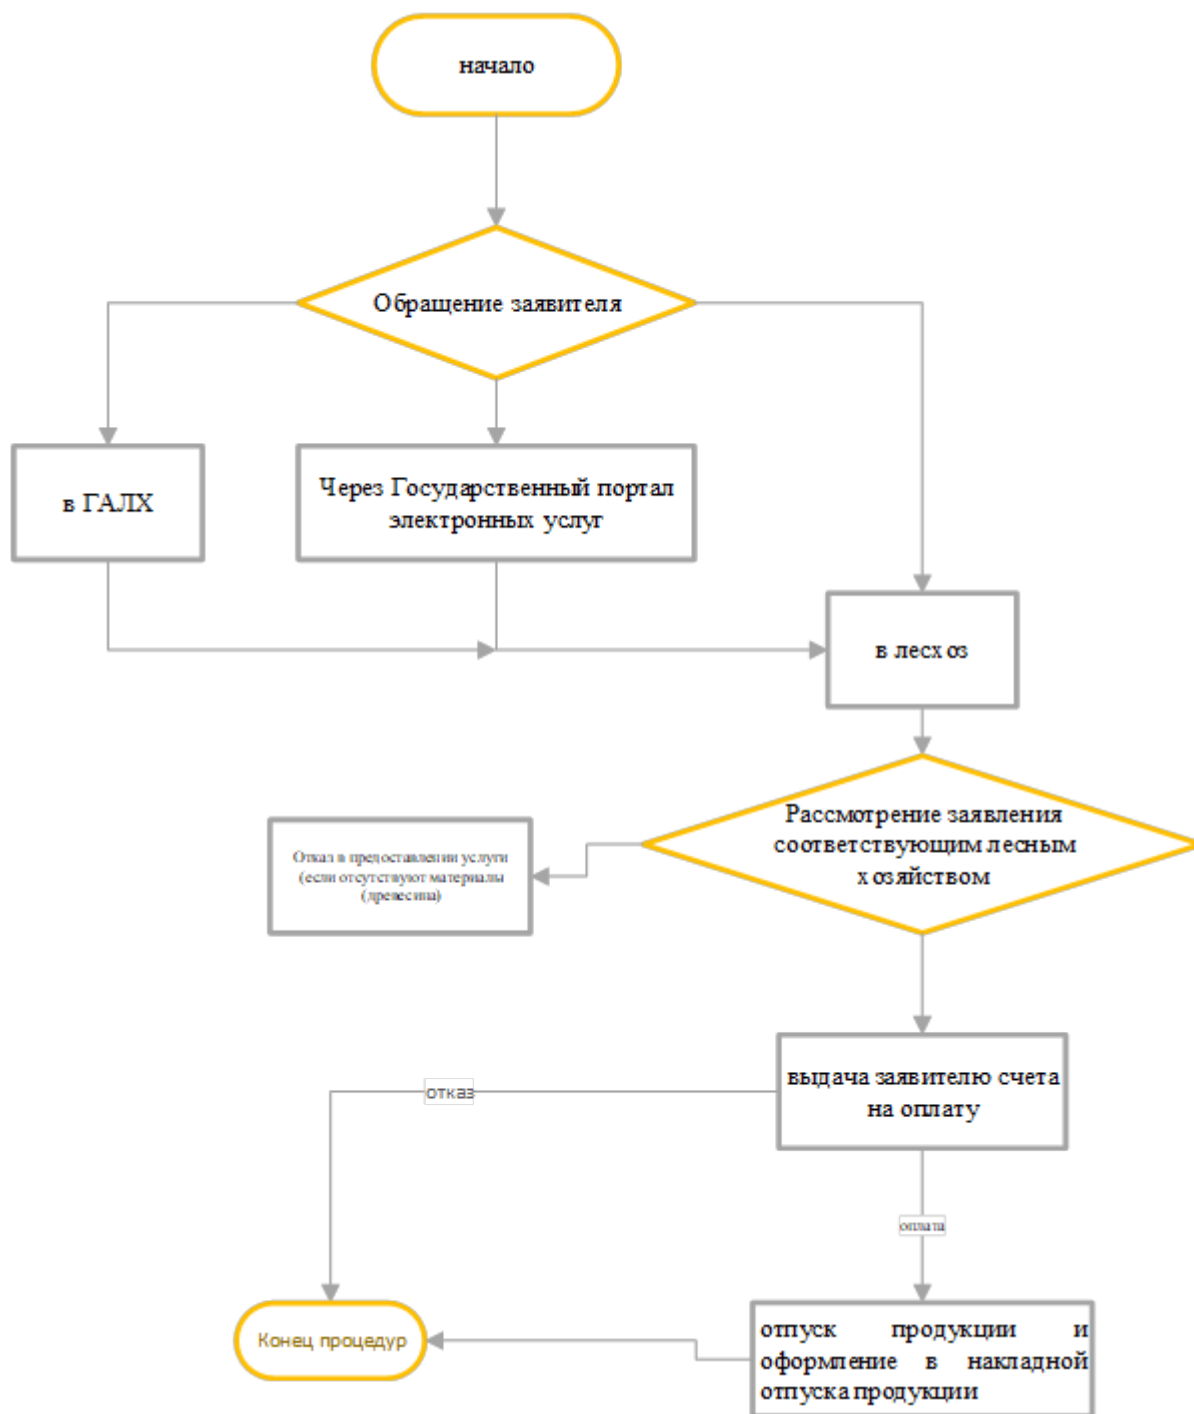 начало
Обращение заявителя
в ГАЛХ
Через Государственный портал
электронных услуг
в лесхоз
Рассмотрение заявления
соответствующим лесным
хозяйством
Отказ в предоставлении услуги
(если отсутствуют материалы
(древесина)
выдача заявителю счета
на оплату
отказ
оплата
Конец процедур
отпуск продукции и
оформление в накладной
отпуска продукции